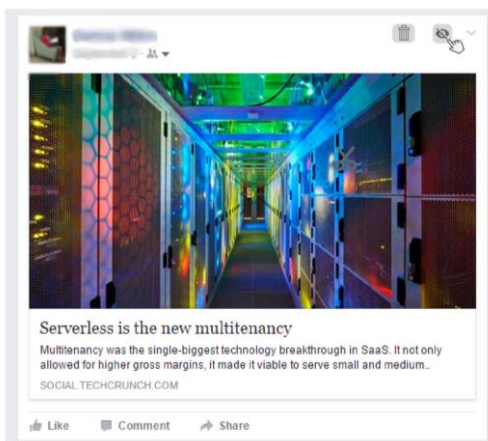 Serverless is the new multitenancy
Multitenancy was the single-biggest technology breakthrough in SaaS. It not only
allowed for higher gross margins, it made it viable to serve small and medium..
SOCIAL.TECHCRUNCH.COM
Like Comment Share